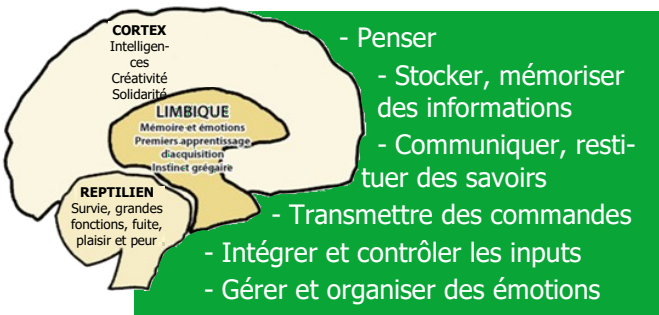 CORTEX
Intelligen-
ces
Créativité
Solidarité
LIMBIQUE
Mémoire et émotions
Premiers apprentissage
d'acquisition
Instinct grégaire
REPTILIEN
Survie, grandes
fonctions, fuite,
plaisir et peur .
- Penser
- Stocker, mémoriser
des informations
- Communiquer, resti-
tuer des savoirs
- Transmettre des commandes
- Intégrer et contrôler les inputs
- Gérer et organiser des émotions